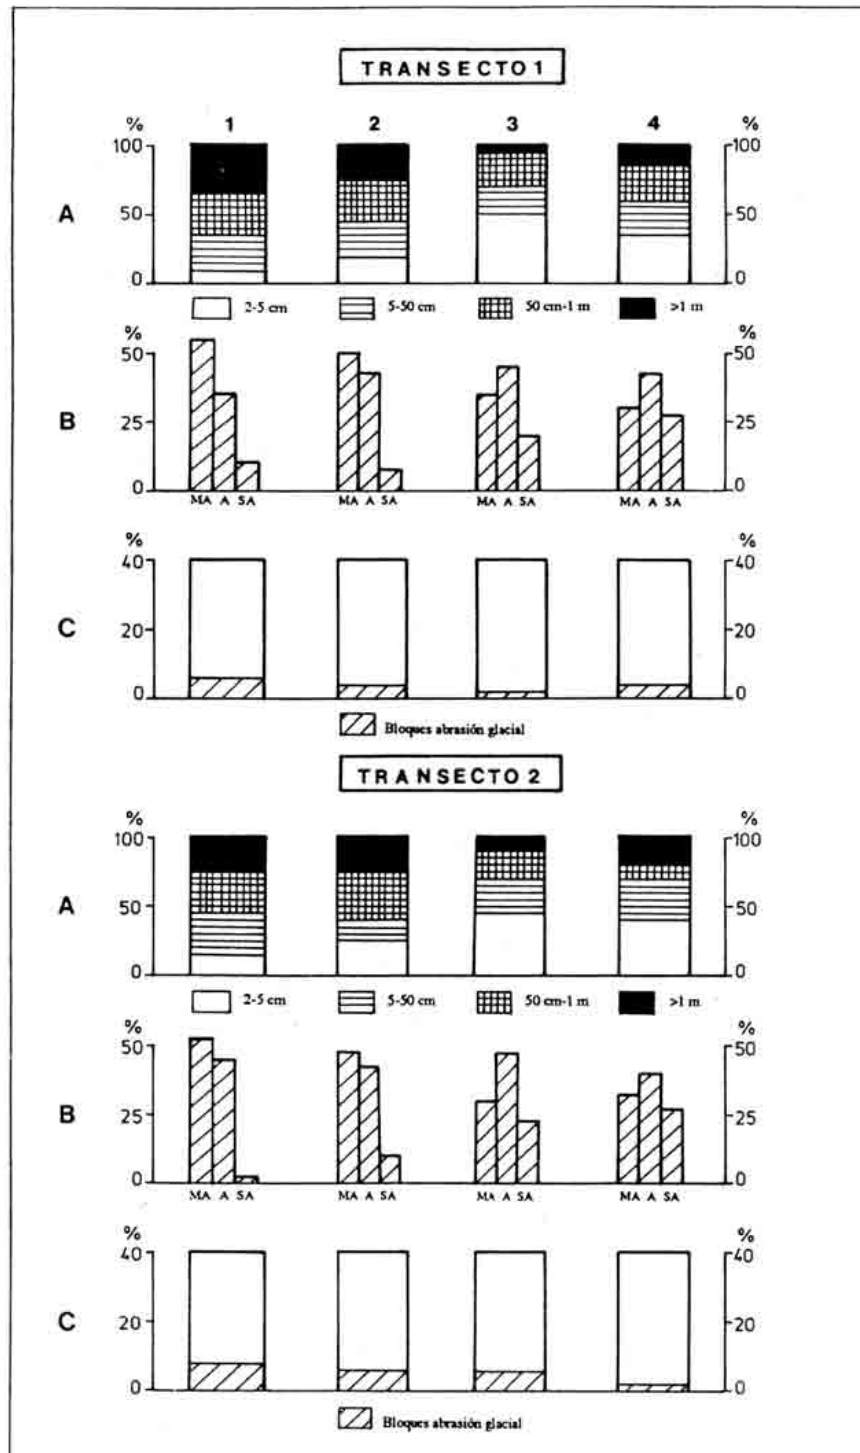 TRANSECTO 1
% 1 2 3 4 %
100 100
A 50 50
0 0
2-5 cm 5-50 cm 50 cm-1 m >1 m
% %
50 50
B 25 25
0 0
MA A SA MA A SA MA A SA MA A SA
% %
40 40
C 20 20
0 0
Bloques abrasión glacial
TRANSECTO 2
% %
100 100
A 50 50
0 0
2-5 cm 5-50 cm 50 cm-1 m >1 m
% %
50 50
B 25 25
0 0
MA A SA MA A SA MA A SA MA A SA
% %
40 40
C 20 20
0 0
Bloques abrasión glacial